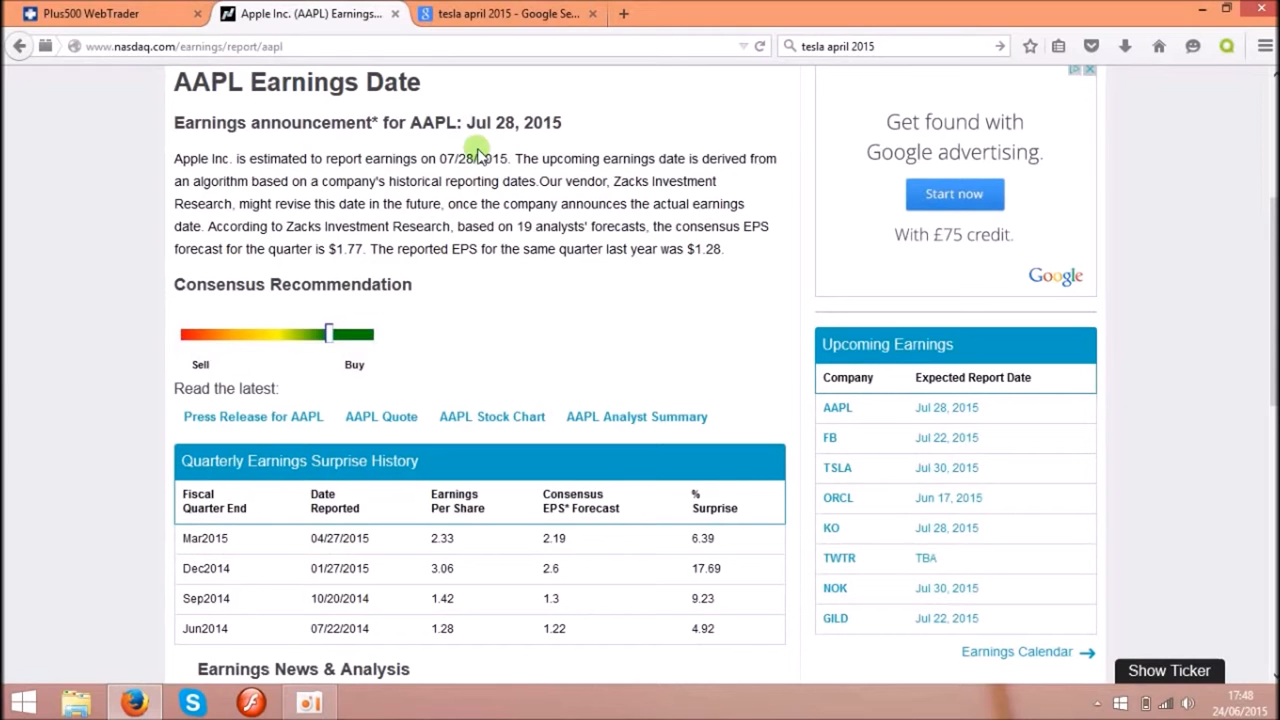 Plus500 WebTrader
Apple Inc. (AAPL) Earnings...
tesla april 2015 - Google Se...
www.nasdaq.com/earnings/report/aapl
tesla april 2015
AAPL Earnings Date
Earnings announcement* for AAPL: Jul 28, 2015
Apple Inc. is estimated to report earnings on 07/28/2015. The upcoming earnings date is derived from
an algorithm based on a company's historical reporting dates.Our vendor, Zacks Investment
Research, might revise this date in the future, once the company announces the actual earnings
date. According to Zacks Investment Research, based on 19 analysts' forecasts, the consensus EPS
forecast for the quarter is $1.77. The reported EPS for the same quarter last year was $1.28.
Consensus Recommendation
Sell Buy
Read the latest:
Press Release for AAPL AAPL Quote AAPL Stock Chart AAPL Analyst Summary
Quarterly Earnings Surprise History
Fiscal Date Earnings Consensus %
Quarter End Reported Per Share EPS* Forecast Surprise
Mar2015 04/27/2015 2.33 2.19 6.39
Dec2014 01/27/2015 3.06 2.6 17.69
Sep2014 10/20/2014 1.42 1.3 9.23
Jun2014 07/22/2014 1.28 1.22 4.92
Earnings News & Analysis
Get found with
Google advertising.
Start now
With £75 credit.
Google
Upcoming Earnings
Company Expected Report Date
AAPL Jul 28, 2015
FB Jul 22, 2015
TSLA Jul 30, 2015
ORCL Jun 17, 2015
KO Jul 28, 2015
TWTR TBA
NOK Jul 30, 2015
GILD Jul 22, 2015
Earnings Calendar
Show Ticker
17:48
24/06/2015